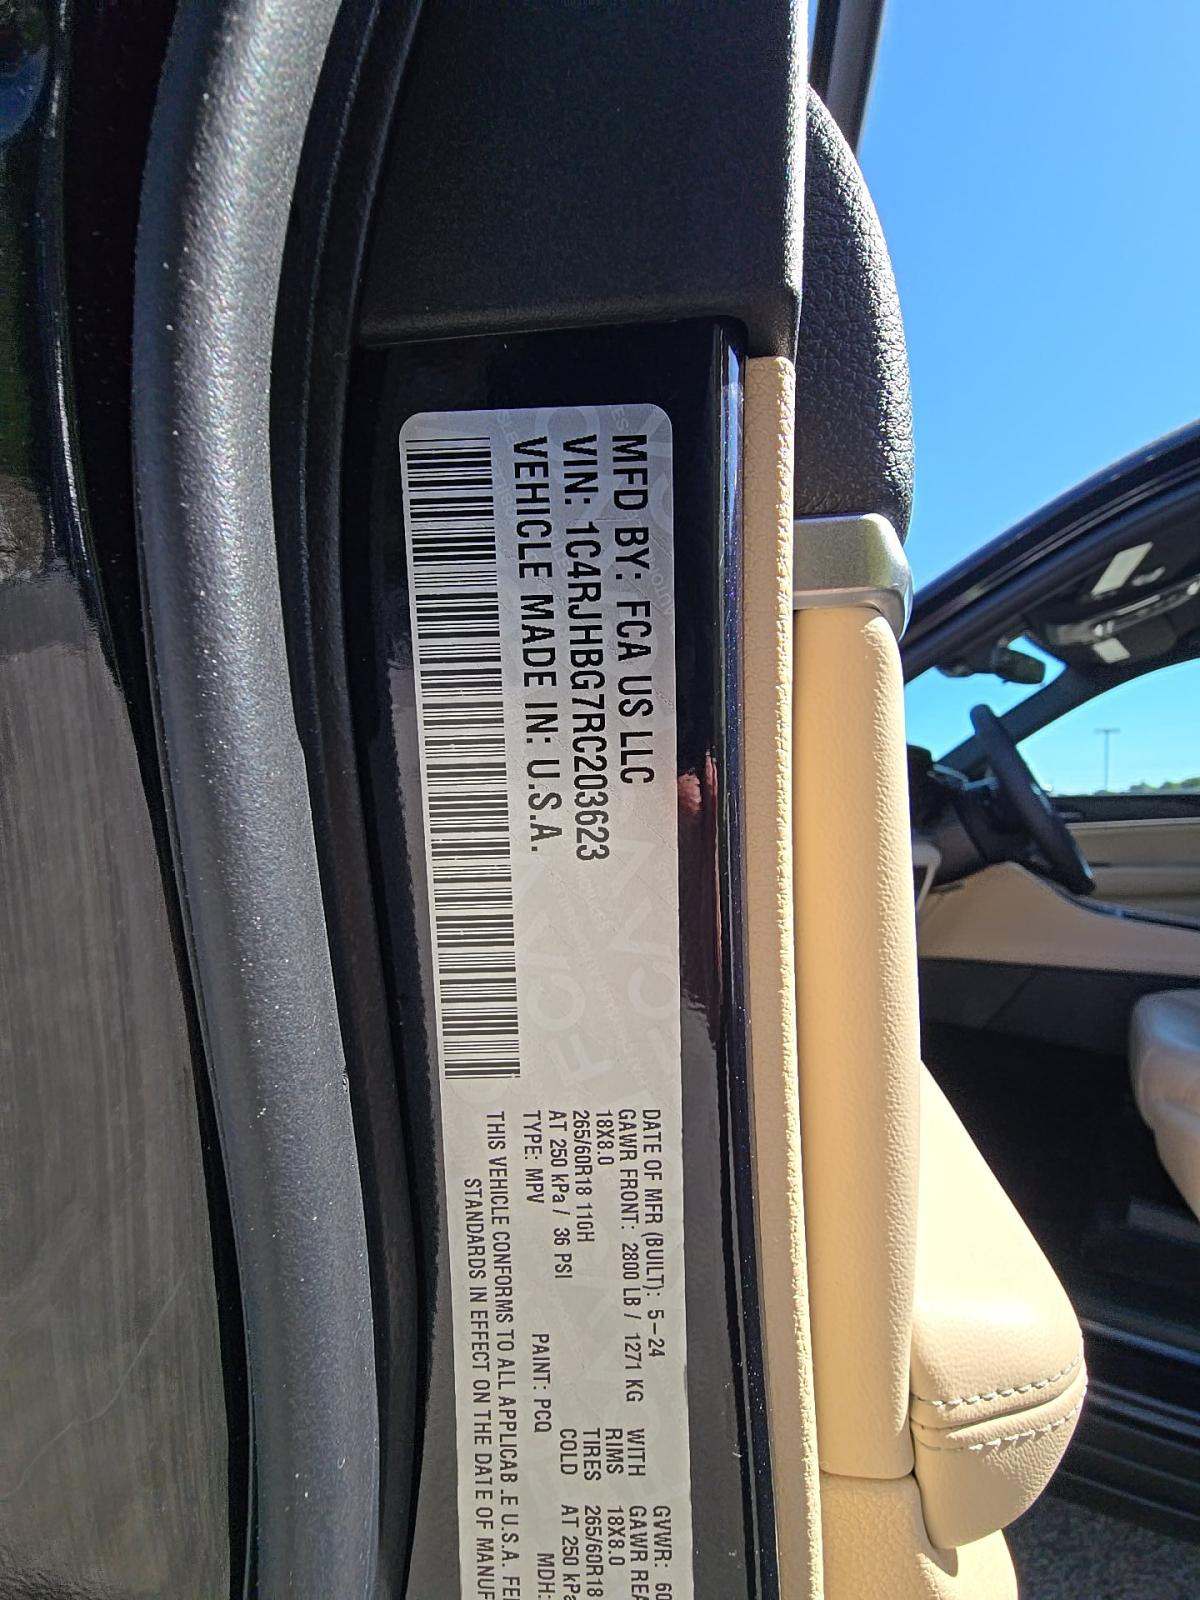 MFD BY: FCA US LLC
VIN: 1C4RJHBG7RC203623
VEHICLE MADE IN: U.S.A.
DATE OF MFR (BUILT): 5-24 GVWR: 60
GAWR FRONT: 2800 LB / 1271 KG WITH GAWR REA
18X8.0 RIMS 18X8.0
265/60R18 110H TIRES 265/60R18
AT 250 kPa / 36 PSI COLD AT 250 kPa
TYPE: MPV PAINT: PCQ MDH:
THIS VEHICLE CONFORMS TO ALL APPLICAB.E U.S.A. FE
STANDARDS IN EFFECT ON THE DATE OF MANUF